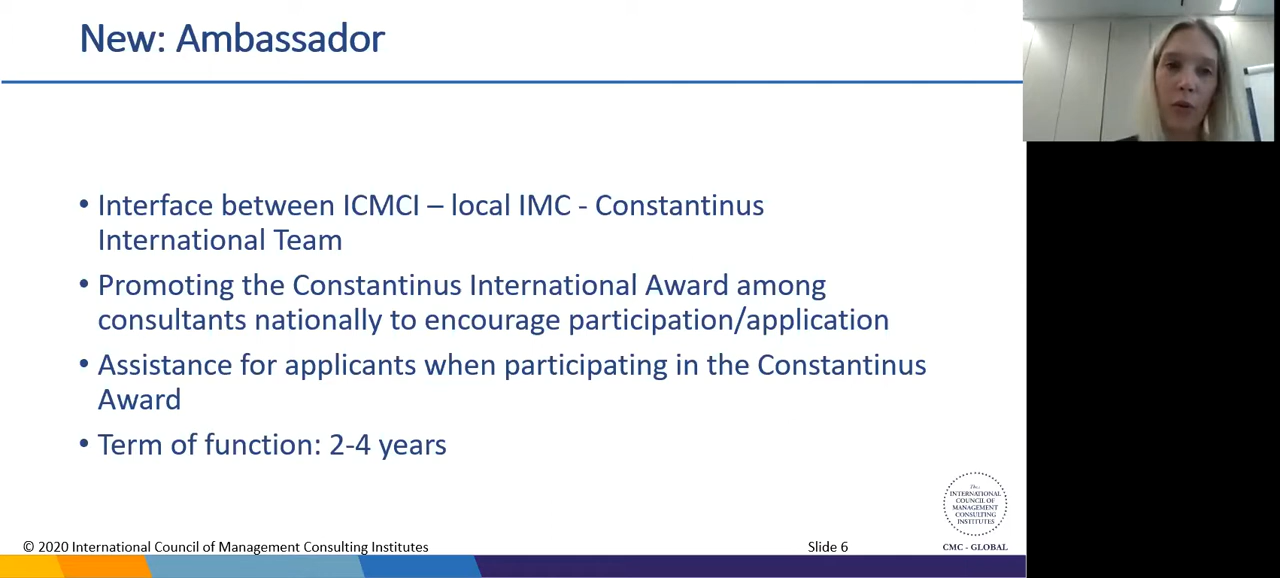 New: Ambassador
• Interface between ICMCI – local IMC - Constantinus
International Team
• Promoting the Constantinus International Award among
consultants nationally to encourage participation/application
• Assistance for applicants when participating in the Constantinus
Award
• Term of function: 2-4 years
The
INTERNATIONAL
COUNCIL OF
MANAGEMENT
CONSULTING
INSTITUTES
CMC - GLOBAL
© 2020 International Council of Management Consulting Institutes
Slide 6